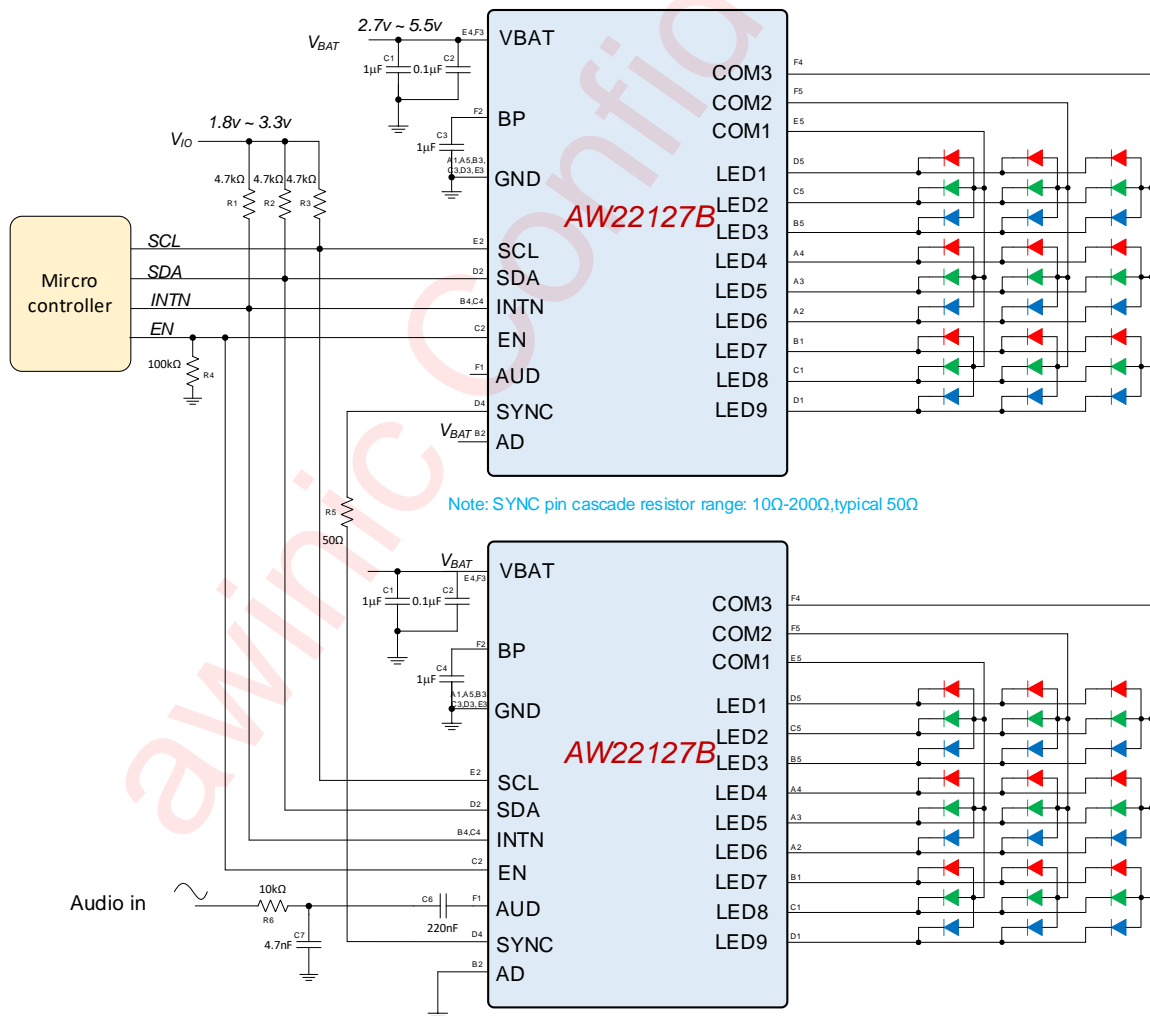 2.7v ~ 5.5v
VBAT
C1
1µF
C2
0.1µF
E4,F3
VBAT
F2
BP
C3
1µF
A1,A5,B3,
C3,D3,E3
GND
1.8v ~ 3.3v
VIO
4.7kΩ 4.7kΩ 4.7kΩ
R1
R2
R3
Mircro
controller
SCL
SDA
INTN
EN
100kΩ
R4
E2
SCL
D2
SDA
B4,C4
INTN
C2
EN
F1
AUD
D4
SYNC
VBAT
B2
AD
AW22127B
COM3
F4
COM2
F5
COM1
E5
LED1
D5
LED2
C5
LED3
B5
LED4
A4
LED5
A3
LED6
A2
LED7
B1
LED8
C1
LED9
D1
R5
50Ω
Note: SYNC pin cascade resistor range: 10Ω-200Ω,typical 50Ω
VBAT
C1
1µF
C2
0.1µF
E4,F3
VBAT
F2
BP
C4
1µF
A1,A5,B3
C3,D3,E3
GND
E2
SCL
D2
SDA
B4,C4
INTN
C2
EN
Audio in
10kΩ
R6
C7
4.7nF
C6
220nF
F1
AUD
D4
SYNC
B2
AD
AW22127B
COM3
F4
COM2
F5
COM1
E5
LED1
D5
LED2
C5
LED3
B5
LED4
A4
LED5
A3
LED6
A2
LED7
B1
LED8
C1
LED9
D1
awinic Confid